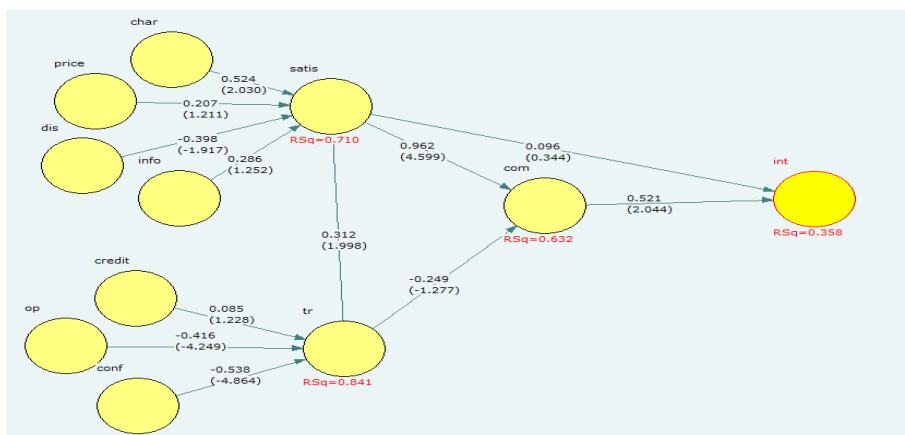 char
0.524
(2.030)
price
0.207
(1.211)
dis
-0.398
(-1.917)
info
0.286
(1.252)
satis
RSq=0.710
0.962
(4.599)
0.096
(0.344)
com
RSq=0.632
0.521
(2.044)
int
RSq=0.358
0.312
(1.998)
-0.249
(-1.277)
credit
0.085
(1.228)
op
-0.416
(-4.249)
conf
-0.538
(-4.864)
tr
RSq=0.841